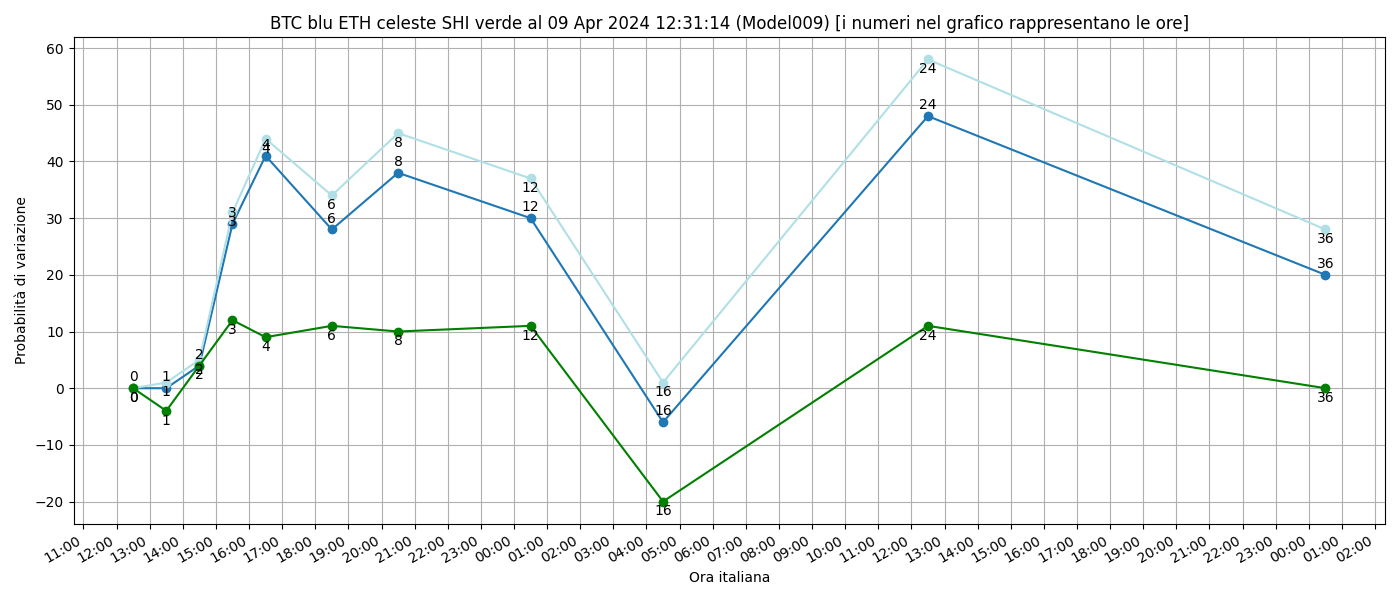 BTC blu ETH celeste SHI verde al 09 Apr 2024 12:31:14 (Model009) [i numeri nel grafico rappresentano le ore]
Probabilità di variazione
60
50
40
30
20
10
0
−10
−20
0 1 2 3 4 6 8 12 16 24 36
0 1 2 3 4 6 8 12 16 24 36
0 1 2 3 4 6 8 12 16 24 36
11:00 12:00 13:00 14:00 15:00 16:00 17:00 18:00 19:00 20:00 21:00 22:00 23:00 00:00 01:00 02:00 03:00 04:00 05:00 06:00 07:00 08:00 09:00 10:00 11:00 12:00 13:00 14:00 15:00 16:00 17:00 18:00 19:00 20:00 21:00 22:00 23:00 00:00 01:00 02:00
Ora italiana